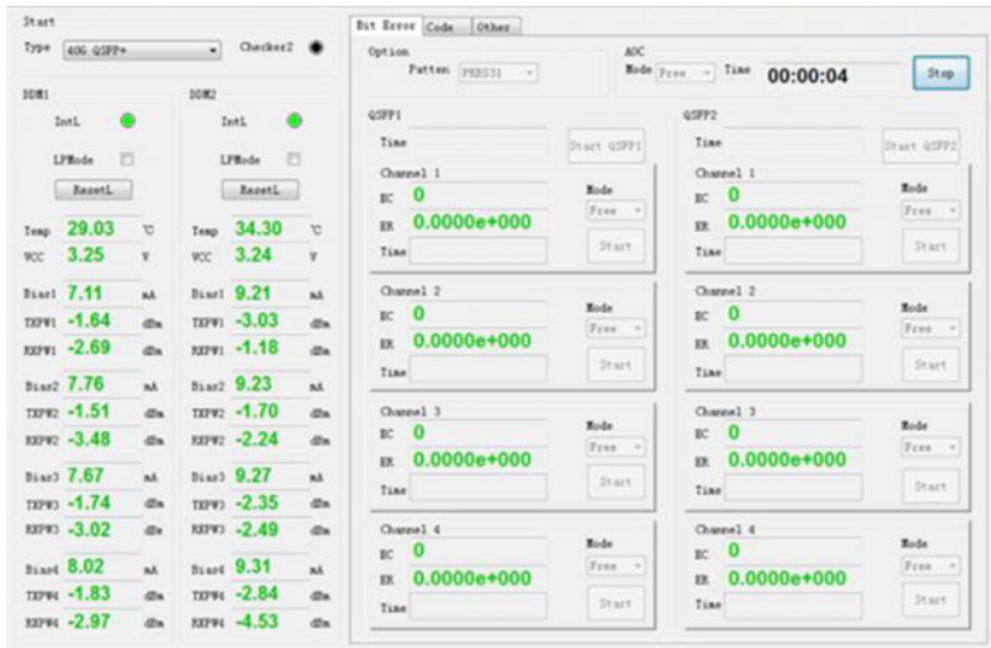 Start
Type 40G QSFP+ Checker2
DDM1
IntL
LPMode
ResetL
Temp 29.03 ℃
VCC 3.25 V
Bias1 7.11 mA
TXPW1 -1.64 dBm
RXPW1 -2.69 dBm
Bias2 7.76 mA
TXPW2 -1.51 dBm
RXPW2 -3.48 dBm
Bias3 7.67 mA
TXPW3 -1.74 dBm
RXPW3 -3.02 dBm
Bias4 8.02 mA
TXPW4 -1.83 dBm
RXPW4 -2.97 dBm
DDM2
IntL
LPMode
ResetL
Temp 34.30 ℃
VCC 3.24 V
Bias1 9.21 mA
TXPW1 -3.03 dBm
RXPW1 -1.18 dBm
Bias2 9.23 mA
TXPW2 -1.70 dBm
RXPW2 -2.24 dBm
Bias3 9.27 mA
TXPW3 -2.35 dBm
RXPW3 -2.49 dBm
Bias4 9.31 mA
TXPW4 -2.84 dBm
RXPW4 -4.53 dBm
Bit Error Code Other
Option
Patten PRBS31
AOC
Mode Free Time 00:00:04 Stop
QSFP1
Time Start QSFP1
Channel 1
EC 0 Mode
Free
ER 0.0000e+000
Time Start
Channel 2
EC 0 Mode
Free
ER 0.0000e+000
Time Start
Channel 3
EC 0 Mode
Free
ER 0.0000e+000
Time Start
Channel 4
EC 0 Mode
Free
ER 0.0000e+000
Time Start
QSFP2
Time Start QSFP2
Channel 1
EC 0 Mode
Free
ER 0.0000e+000
Time Start
Channel 2
EC 0 Mode
Free
ER 0.0000e+000
Time Start
Channel 3
EC 0 Mode
Free
ER 0.0000e+000
Time Start
Channel 4
EC 0 Mode
Free
ER 0.0000e+000
Time Start